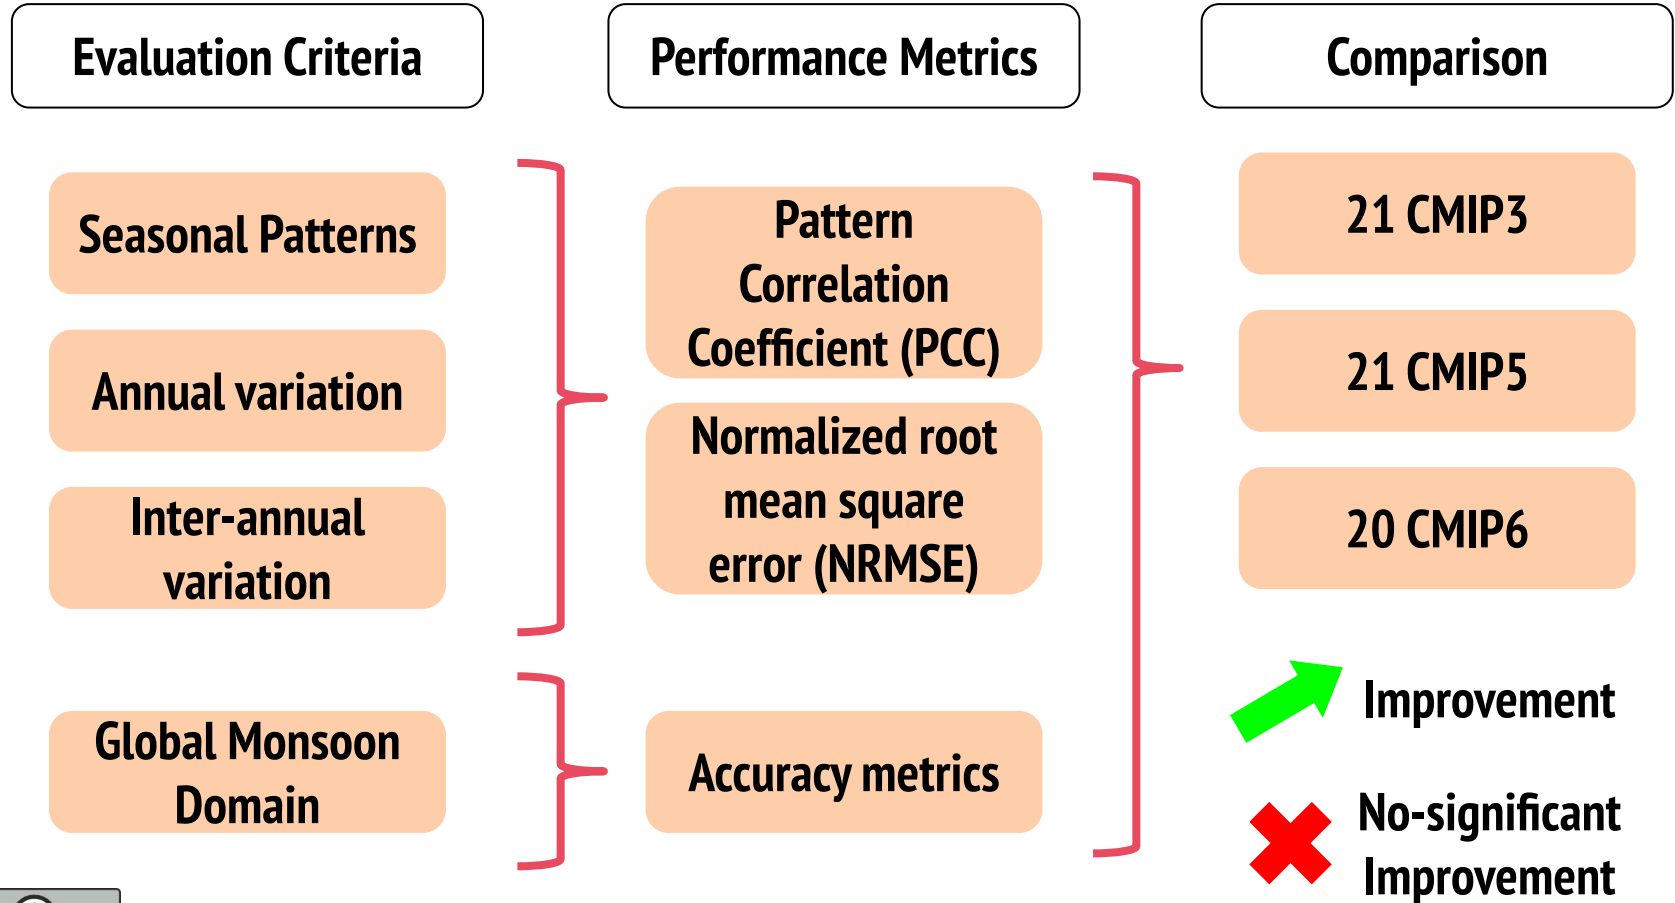 Evaluation Criteria
Performance Metrics
Comparison
Seasonal Patterns
Annual variation
Inter-annual
variation
Global Monsoon
Domain
Pattern
Correlation
Coefficient (PCC)
Normalized root
mean square
error (NRMSE)
Accuracy metrics
21 CMIP3
21 CMIP5
20 CMIP6
Improvement
No-significant
Improvement